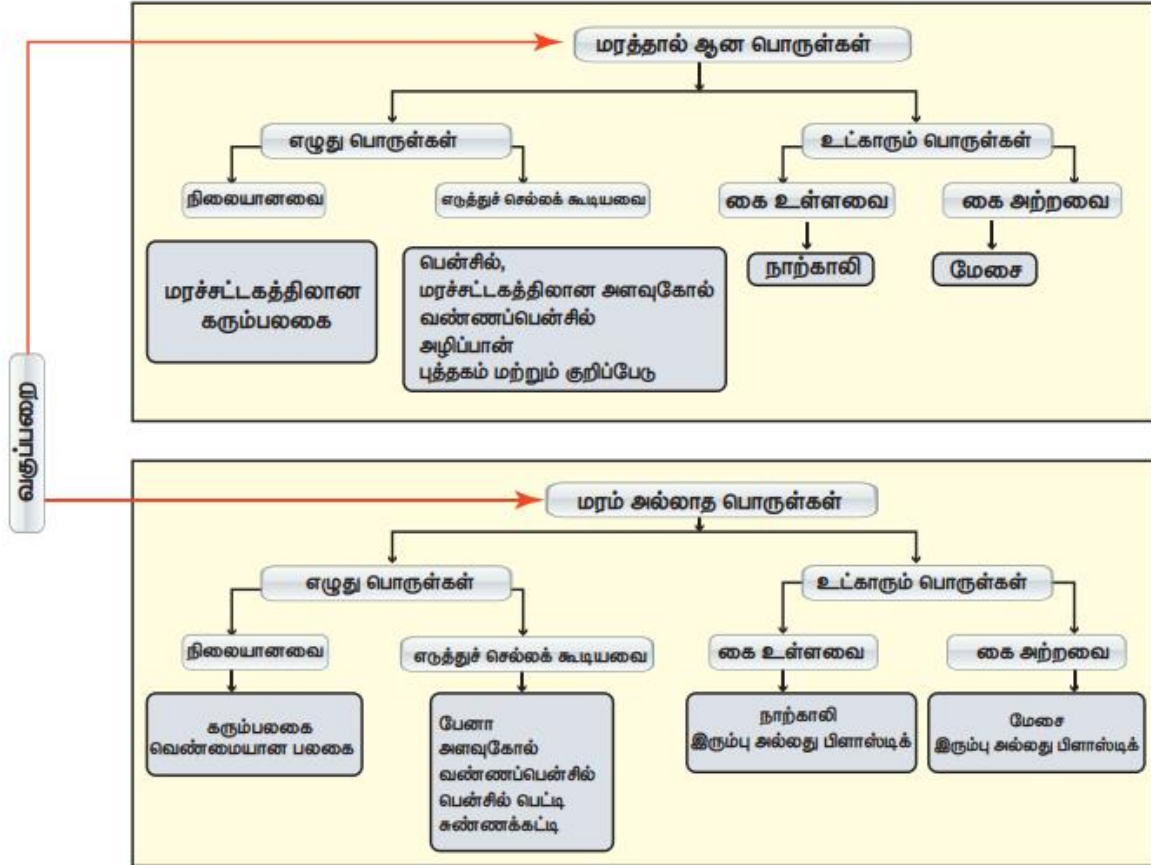 வகுப்பறை
மரத்தால் ஆன பொருள்கள்
எழுது பொருள்கள்
உட்காரும் பொருள்கள்
நிலையானவை
எடுத்துச் செல்லக் கூடியவை
கை உள்ளவை
கை அற்றவை
மரச்சட்டகத்திலான
கரும்பலகை
பென்சில்,
மரச்சட்டகத்திலான அளவுகோல்
வண்ணப்பென்சில்
அழிப்பான்
புத்தகம் மற்றும் குறிப்பேடு
நாற்காலி
மேசை
மரம் அல்லாத பொருள்கள்
எழுது பொருள்கள்
உட்காரும் பொருள்கள்
நிலையானவை
எடுத்துச் செல்லக் கூடியவை
கை உள்ளவை
கை அற்றவை
கரும்பலகை
வெண்மையான பலகை
பேனா
அளவுகோல்
வண்ணப்பென்சில்
பென்சில் பெட்டி
சுண்ணக்கட்டி
நாற்காலி
இரும்பு அல்லது பிளாஸ்டிக்
மேசை
இரும்பு அல்லது பிளாஸ்டிக்